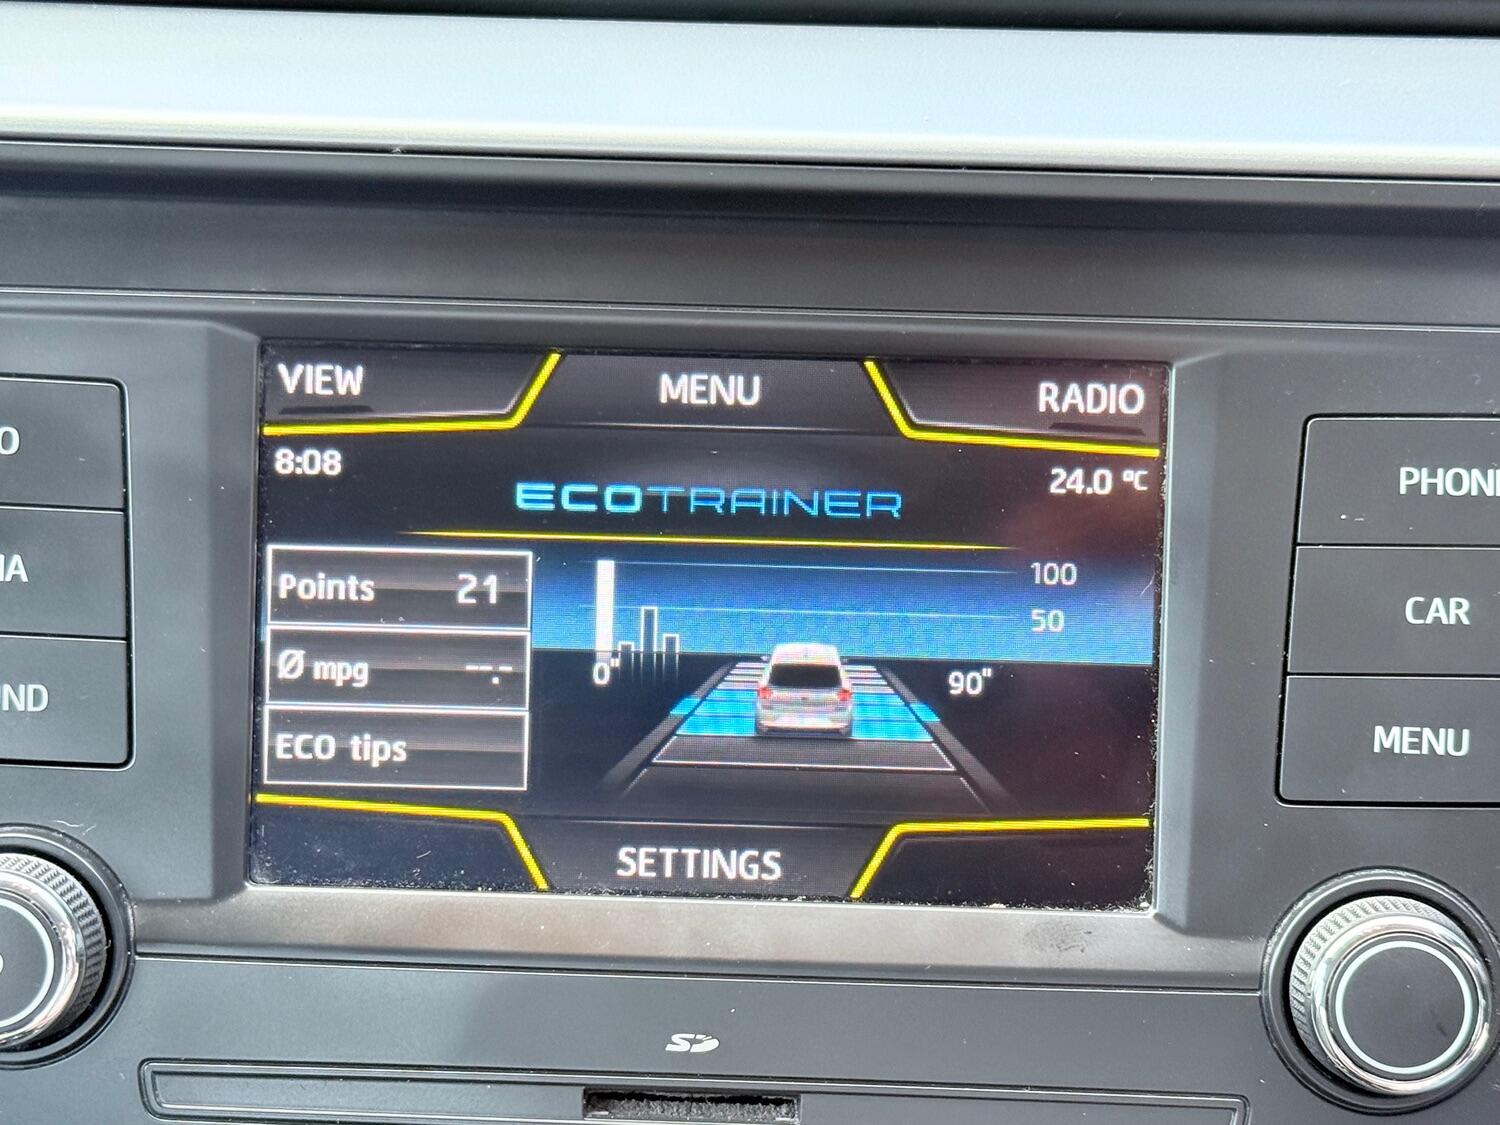 VIEW MENU RADIO
8:08 24.0 °C
ECOTRAINER
Points 21
Ø mpg --.-
ECO tips
100
50
0" 90"
SETTINGS
O
IA
ND
PHON
CAR
MENU
SD